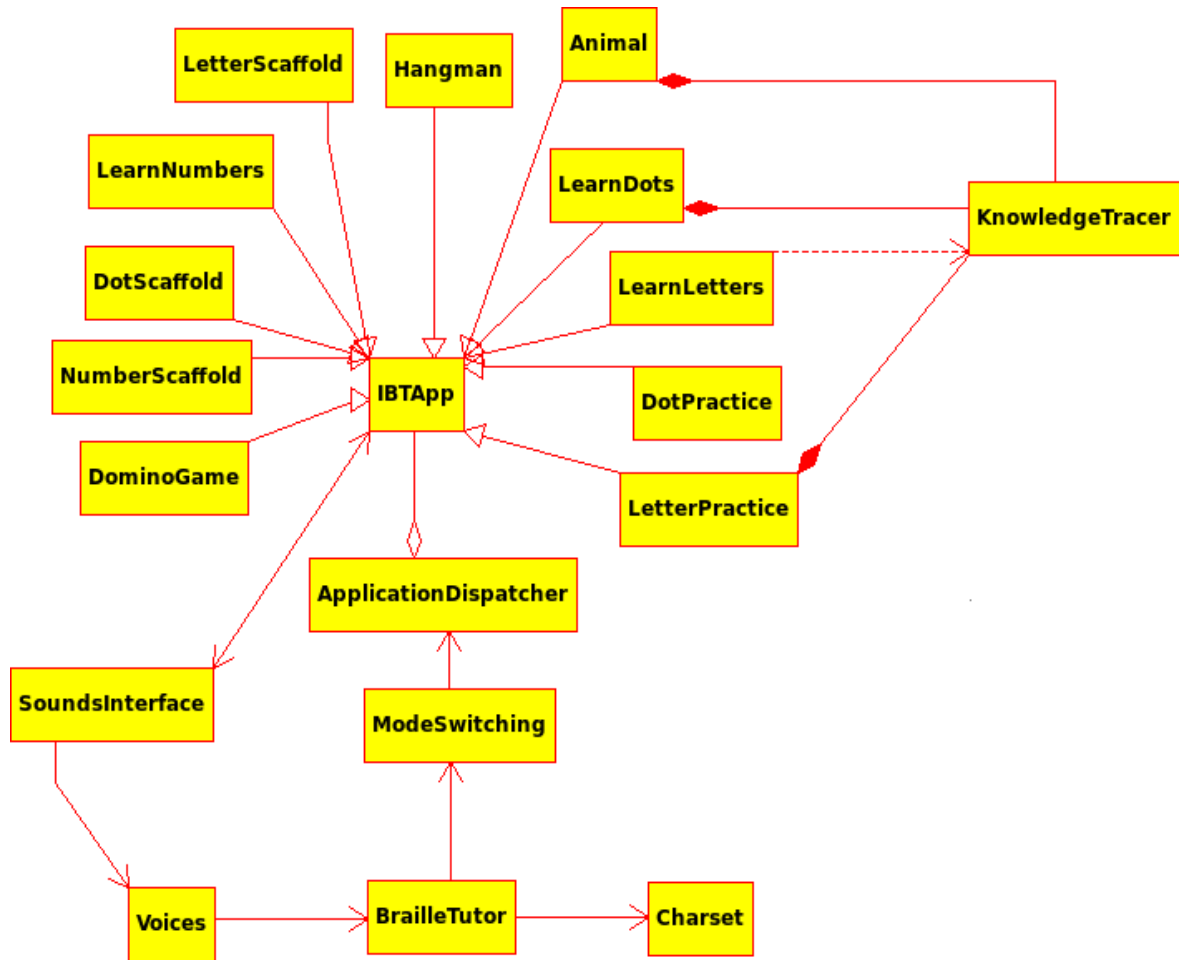 Animal
LetterScaffold
Hangman
LearnNumbers
LearnDots
KnowledgeTracer
DotScaffold
LearnLetters
NumberScaffold
IBTApp
DotPractice
DominoGame
LetterPractice
ApplicationDispatcher
SoundsInterface
ModeSwitching
Voices
BrailleTutor
Charset